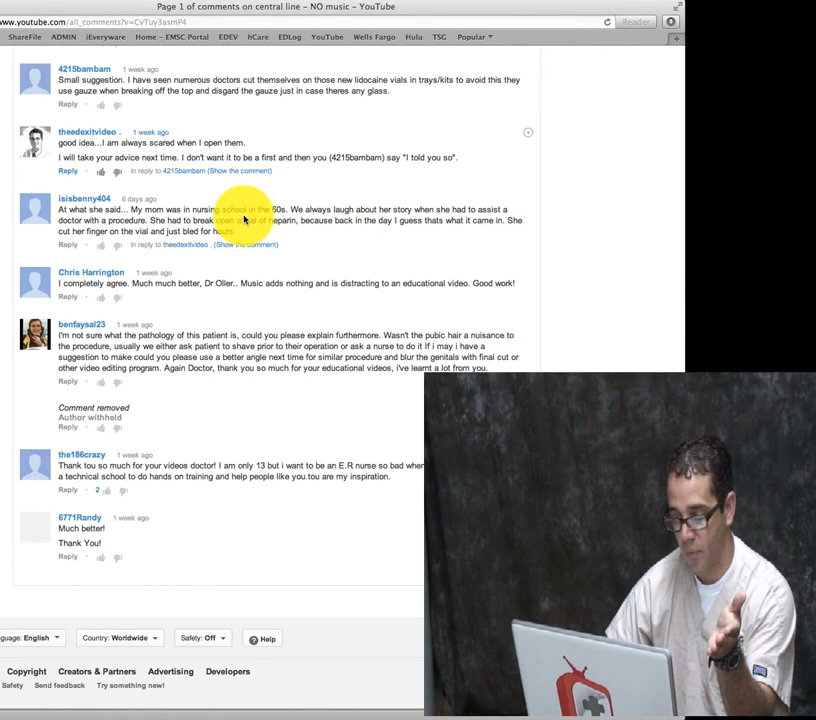 Page 1 of comments on central line – NO music – YouTube
www.youtube.com/all_comments?v=CvTuy3asmP4
Reader
ShareFile ADMIN iEveryware Home – EMSC Portal EDEV hCare EDLog YouTube Wells Fargo Hulu TSG Popular
4215bambam 1 week ago
Small suggestion. I have seen numerous doctors cut themselves on those new lidocaine vials in trays/kits to avoid this they
use gauze when breaking off the top and disgard the gauze just in case theres any glass.
Reply
theedexitvideo . 1 week ago
good idea...I am always scared when I open them.
I will take your advice next time. I don't want it to be a first and then you (4215bambam) say "I told you so".
Reply in reply to 4215bambam (Show the comment)
isisbenny404 6 days ago
At what she said... My mom was in nursing school in the 60s. We always laugh about her story when she had to assist a
doctor with a procedure. She had to break open a vial of heparin, because back in the day I guess thats what it came in. She
cut her finger on the vial and just bled for hours.
Reply in reply to theedexitvideo . (Show the comment)
Chris Harrington 1 week ago
I completely agree. Much much better, Dr Oller.. Music adds nothing and is distracting to an educational video. Good work!
Reply
benfaysal23 1 week ago
I'm not sure what the pathology of this patient is, could you please explain furthermore. Wasn't the pubic hair a nuisance to
the procedure, usually we either ask patient to shave prior to their operation or ask a nurse to do it If i may i have a
suggestion to make could you please use a better angle next time for similar procedure and blur the genitals with final cut or
other video editing program. Again Doctor, thank you so much for your educational videos, i've learnt a lot from you.
Reply
Comment removed
Author withheld
Reply
the186crazy 1 week ago
Thank tou so much for your videos doctor! I am only 13 but i want to be an E.R nurse so bad when
a technical school to do hands on training and help people like you.tou are my inspiration.
Reply 2
6771Randy 1 week ago
Much better!
Thank You!
Reply
guage: English Country: Worldwide Safety: Off Help
Copyright Creators & Partners Advertising Developers
Safety Send feedback Try something new!